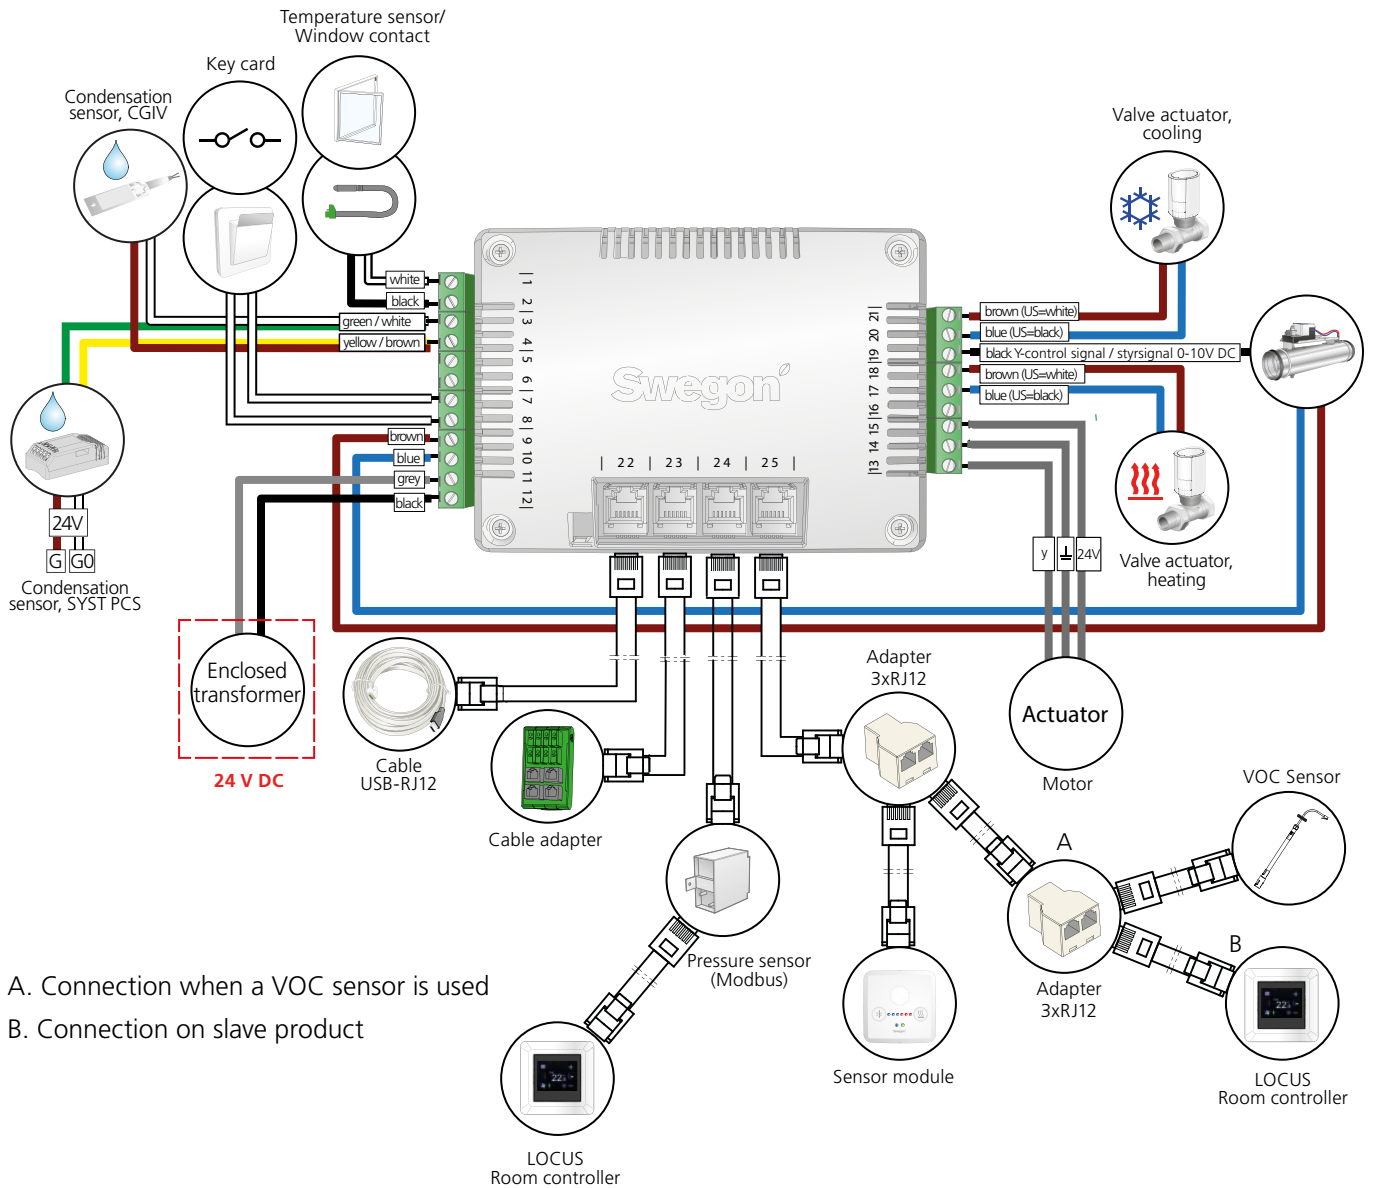 Temperature sensor/
Window contact
Key card
Condensation
sensor, CGIV
Valve actuator,
cooling
white
black
green / white
yellow / brown
brown
blue
grey
black
|1
2|
|3
4|
|5
6|
|7
8|
|9
10
11
12|
Swegon
21|
20
|19
18|
17
|16
15|
14
|13
brown (US=white)
blue (US=black)
black Y-control signal / styrsignal 0-10V DC
brown (US=white)
blue (US=black)
| 22 | 23 | 24 | 25 |
24V
G G0
Condensation
sensor, SYST PCS
y
24V
Valve actuator,
heating
Enclosed
transformer
24 V DC
Cable
USB-RJ12
Cable adapter
Adapter
3xRJ12
Actuator
Motor
VOC Sensor
A
B
Pressure sensor
(Modbus)
Adapter
3xRJ12
A. Connection when a VOC sensor is used
B. Connection on slave product
Sensor module
LOCUS
Room controller
LOCUS
Room controller